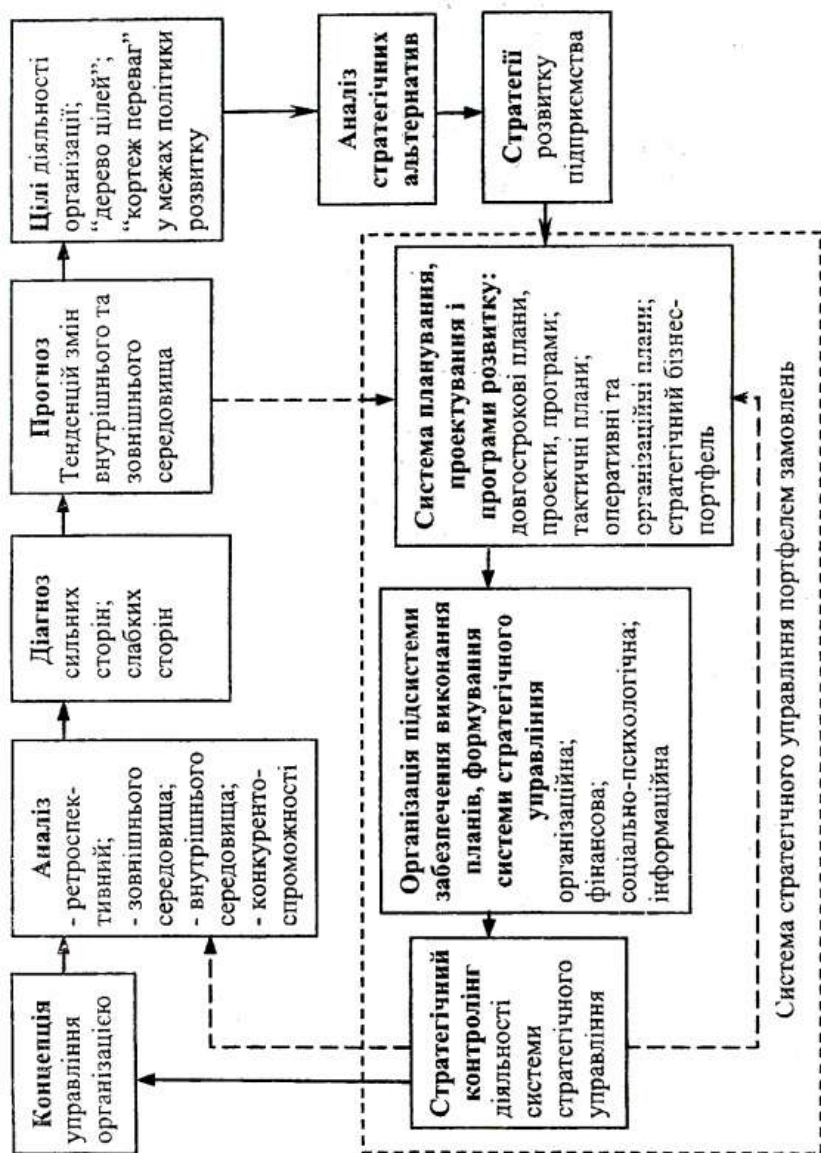 Концепція
управління
організацією
Аналіз
- ретроспек-
тивний;
- зовнішнього
середовища;
- внутрішнього
середовища;
- конкуренто-
спроможності
Діагноз
сильних
сторін;
слабких
сторін
Прогноз
Тенденцій змін
внутрішнього та
зовнішнього
середовища
Цілі діяльності
організації;
“дерево цілей”;
“кортеж переваг”
у межах політики
розвитку
Аналіз
стратегічних
альтернатив
Стратегії
розвитку
підприємства
Система планування,
проектування і
програми розвитку:
довгострокові плани,
проекти, програми;
тактичні плани;
оперативні та
організаційні плани;
стратегічний бізнес-
портфель
Організація підсистеми
забезпечення виконання
планів, формування
системи стратегічного
управління
організаційна;
фінансова;
соціально-психологічна;
інформаційна
Стратегічний
контролінг
діяльності
системи
стратегічного
управління
Система стратегічного управління портфелем замовлень